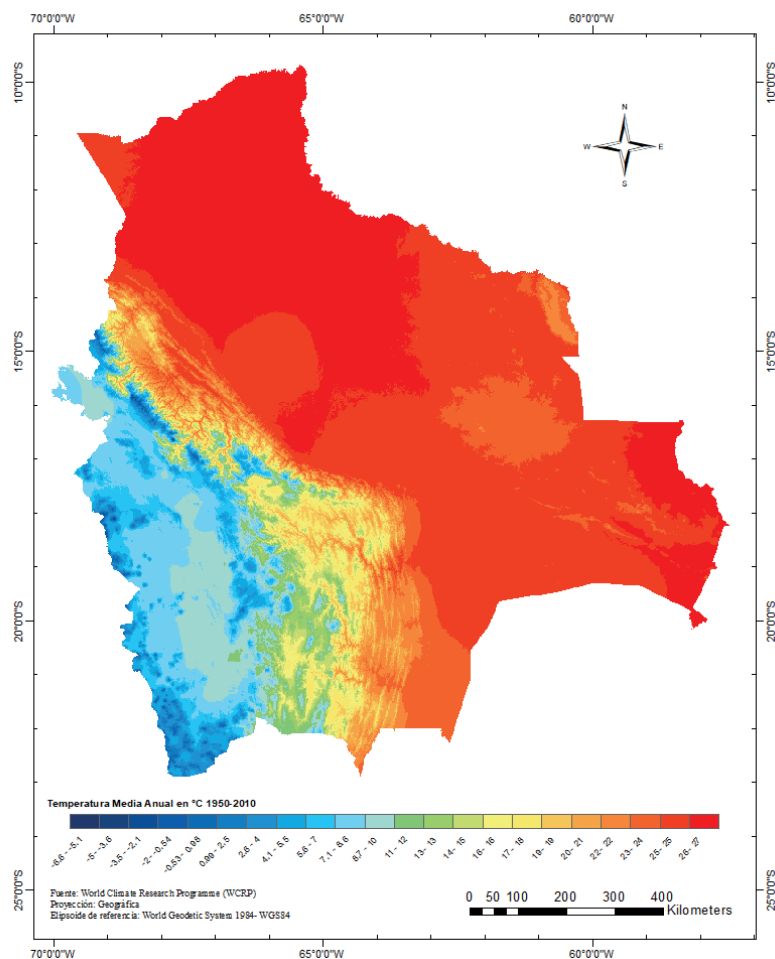 70°0'0"W 65°0'0"W 60°0'0"W
10°0'0"S 10°0'0"S
N
W E
S
15°0'0"S 15°0'0"S
20°0'0"S 20°0'0"S
Temperatura Media Anual en °C 1950-2010
-6.6 - -5.1 -5 - -3.6 -3.5 - -2.1 -2 - -0.54 -0.53 - 0.98 0.99 - 2.5 2.6 - 4 4.1 - 5.5 5.6 - 7 7.1 - 8.6 8.7 - 10 11 - 12 13 - 13 14 - 15 16 - 16 17 - 18 19 - 19 20 - 21 22 - 22 23 - 24 25 - 25 26 - 27
25°0'0"S 25°0'0"S
Fuente: World Climate Research Programme (WCRP)
Proyección: Geográfica
Elipsoide de referencia: World Geodetic System 1984- WGS84
0 50 100 200 300 400
Kilometers
70°0'0"W 65°0'0"W 60°0'0"W